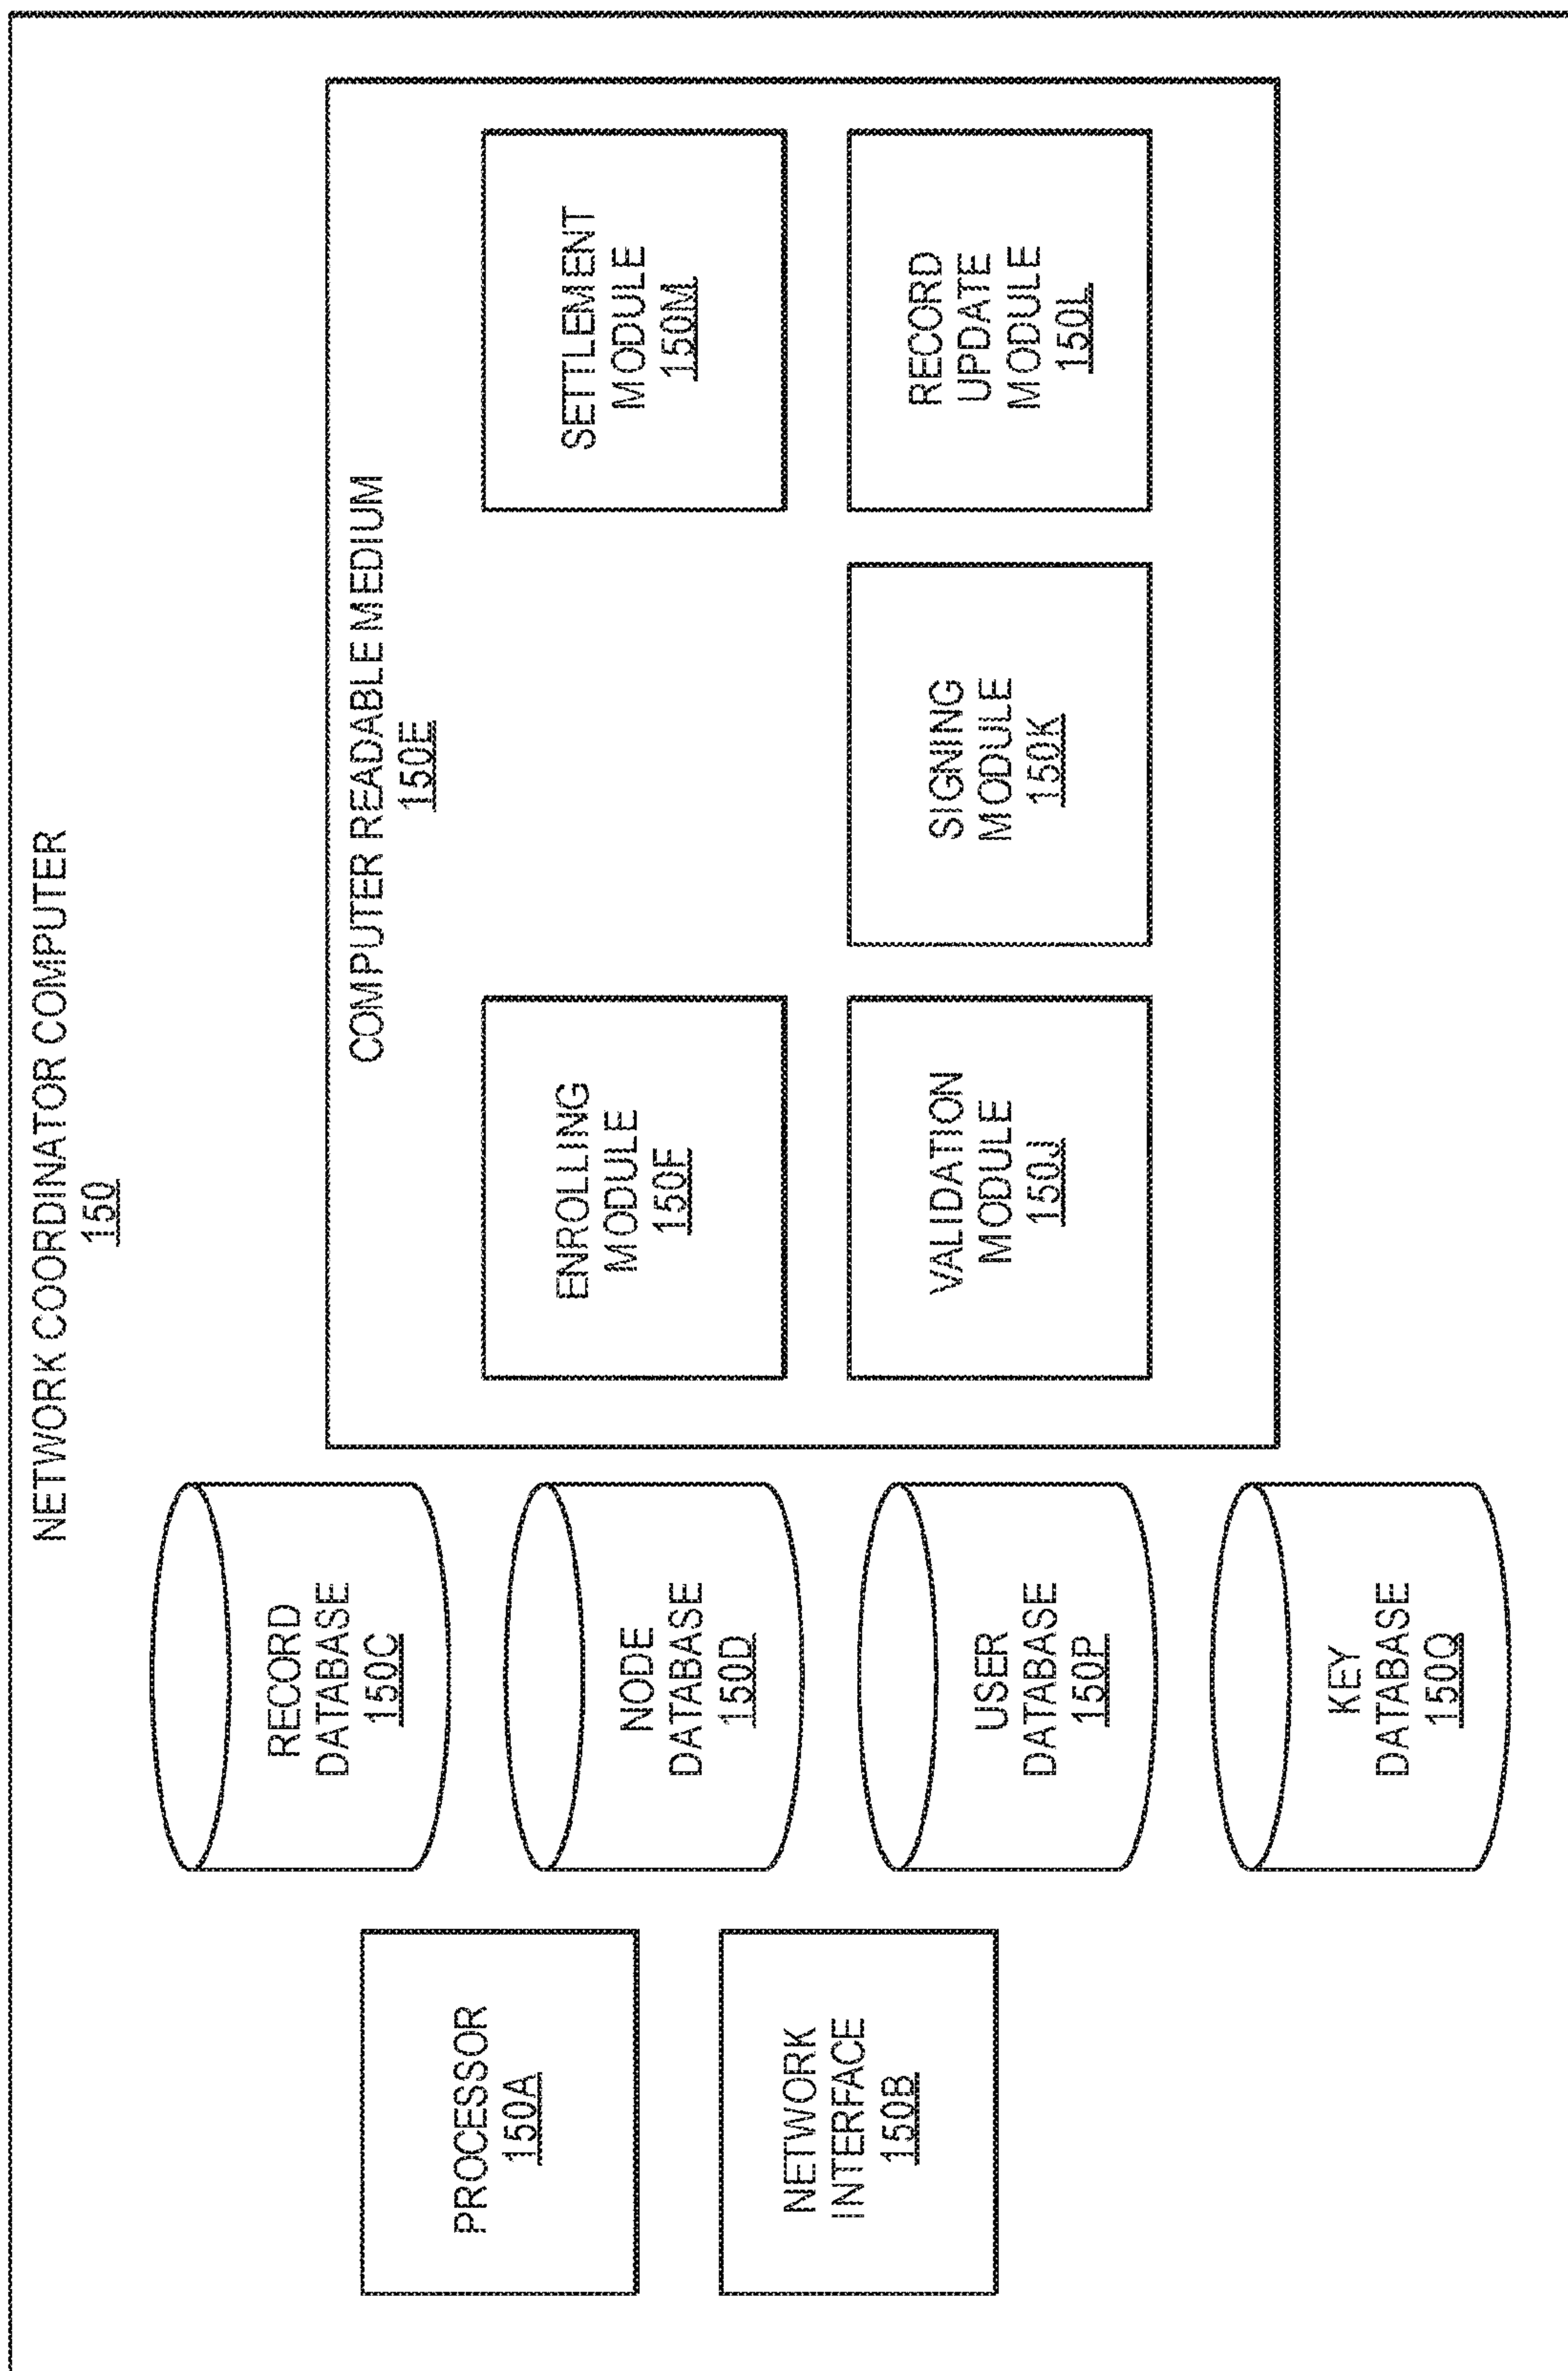 NETWORK COORDINATOR COMPUTER
150
PROCESSOR
150A
NETWORK
INTERFACE
150B
RECORD
DATABASE
150C
NODE
DATABASE
150D
USER
DATABASE
150P
KEY
DATABASE
150Q
COMPUTER READABLE MEDIUM
150E
ENROLLING
MODULE
150F
SETTLEMENT
MODULE
150M
VALIDATION
MODULE
150J
SIGNING
MODULE
150K
RECORD
UPDATE
MODULE
150L